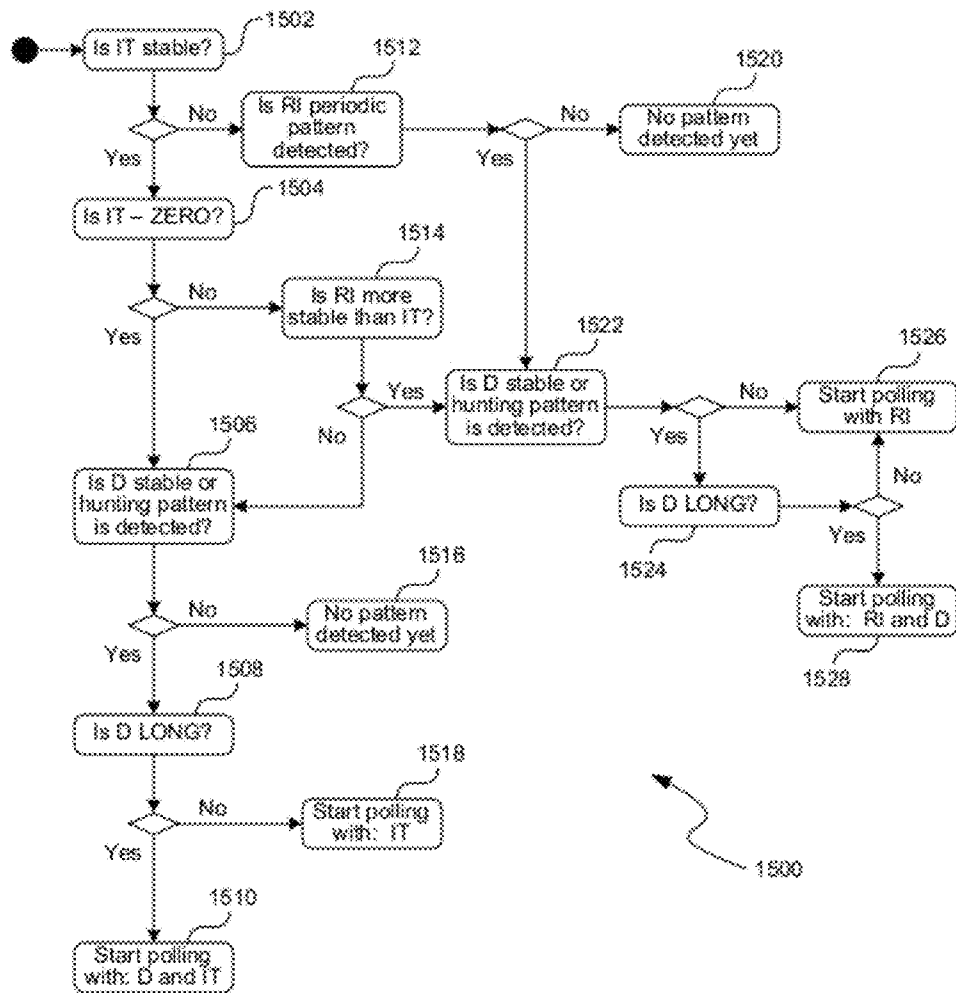 1502
Is IT stable?
1512
Is RI periodic
pattern
detected?
1520
No pattern
detected yet
No
No
Yes
Yes
1504
Is IT – ZERO?
1514
Is RI more
stable than IT?
No
Yes
1522
Is D stable or
hunting pattern
is detected?
Yes
No
1526
Start polling
with RI
No
Yes
1506
Is D stable or
hunting pattern
is detected?
Is D LONG?
1524
No
Yes
Start polling
with: RI and D
1528
1516
No pattern
detected yet
No
Yes
1508
Is D LONG?
1518
Start polling
with: IT
No
Yes
1500
1510
Start polling
with: D and IT